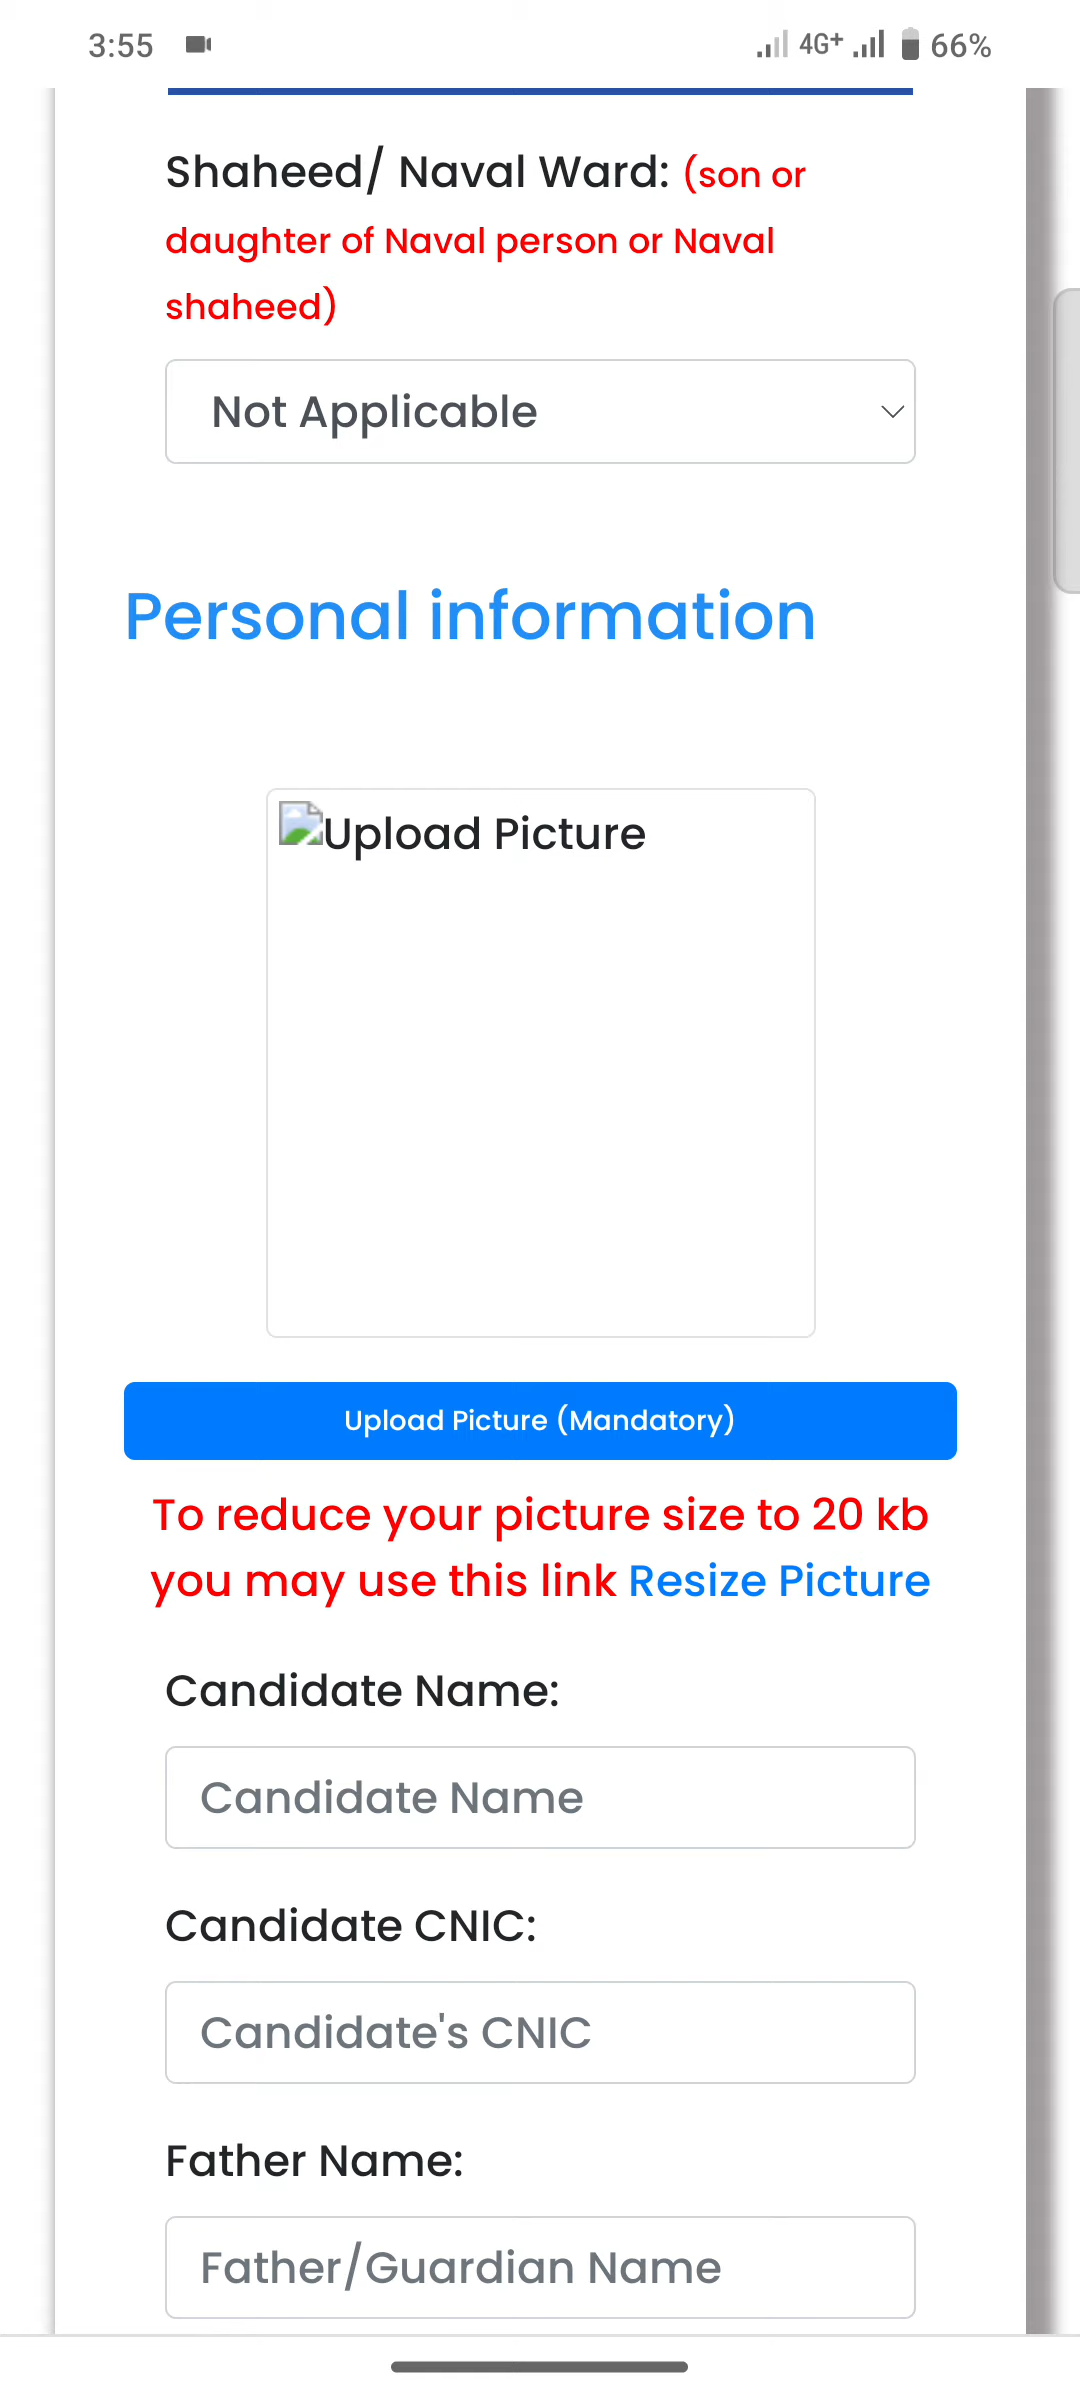 3:55 4G+ 66%
Shaheed/ Naval Ward: (son or
daughter of Naval person or Naval
shaheed)
Not Applicable
Personal information
Upload Picture
Upload Picture (Mandatory)
To reduce your picture size to 20 kb
you may use this link Resize Picture
Candidate Name:
Candidate Name
Candidate CNIC:
Candidate's CNIC
Father Name:
Father/Guardian Name